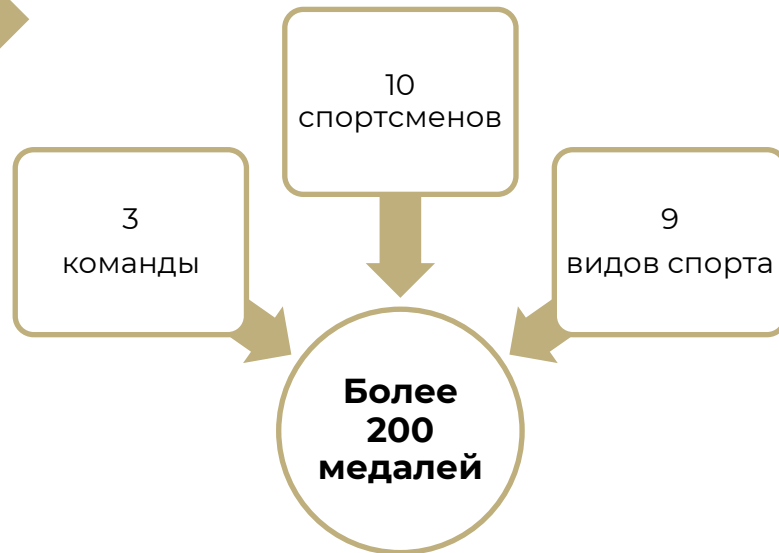 10
спортсменов
3
команды
9
видов спорта
Более
200
медалей